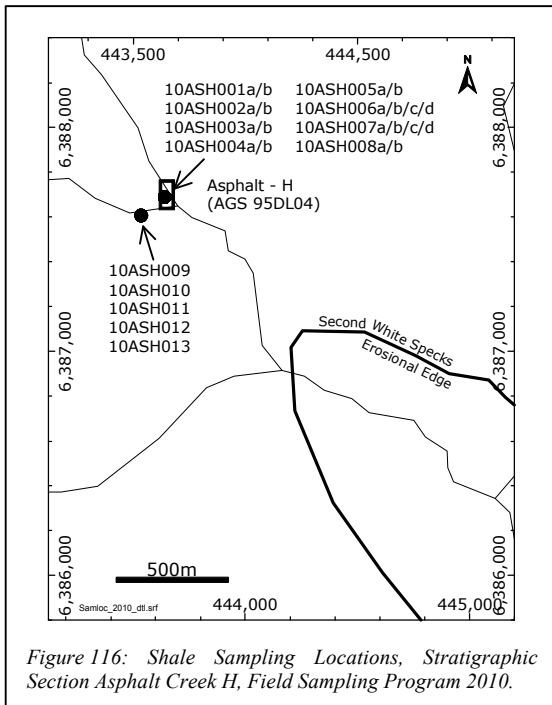 443,500
444,500
N
10ASH001a/b 10ASH005a/b
10ASH002a/b 10ASH006a/b/c/d
10ASH003a/b 10ASH007a/b/c/d
10ASH004a/b 10ASH008a/b
6,388,000
6,388,000
Asphalt - H
(AGS 95DL04)
10ASH009
10ASH010
10ASH011
10ASH012
10ASH013
6,387,000
6,387,000
Second White Specks
Erosional Edge
6,386,000
6,386,000
500m
Samloc_2010_dtl.srf
444,000
445,000
Figure 116: Shale Sampling Locations, Stratigraphic
Section Asphalt Creek H, Field Sampling Program 2010.